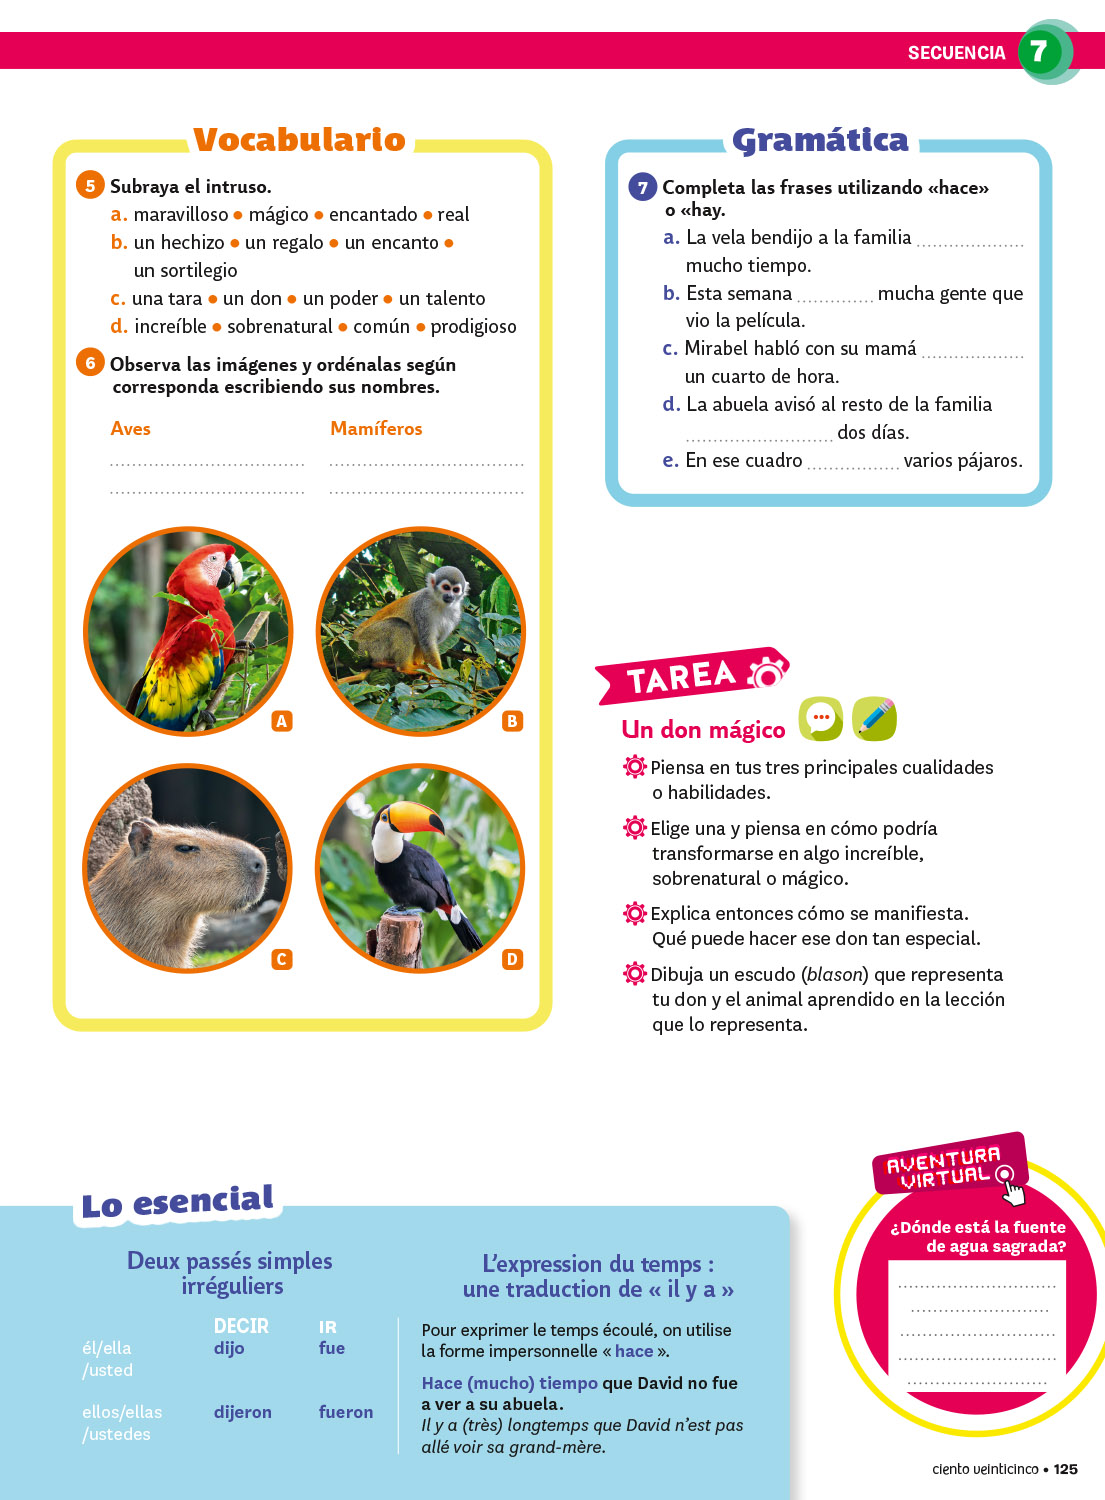 SECUENCIA 7
Vocabulario
5 Subraya el intruso.
a. maravilloso • mágico • encantado • real
b. un hechizo • un regalo • un encanto •
un sortilegio
c. una tara • un don • un poder • un talento
d. increíble • sobrenatural • común • prodigioso
6 Observa las imágenes y ordénalas según
corresponda escribiendo sus nombres.
Aves Mamíferos
A
B
C
D
Gramática
7 Completa las frases utilizando «hace»
o «hay.
a. La vela bendijo a la familia ....................
mucho tiempo.
b. Esta semana .............. mucha gente que
vio la película.
c. Mirabel habló con su mamá ...................
un cuarto de hora.
d. La abuela avisó al resto de la familia
............................ dos días.
e. En ese cuadro ................. varios pájaros.
TAREA
Un don mágico
Piensa en tus tres principales cualidades
o habilidades.
Elige una y piensa en cómo podría
transformarse en algo increíble,
sobrenatural o mágico.
Explica entonces cómo se manifiesta.
Qué puede hacer ese don tan especial.
Dibuja un escudo (blason) que representa
tu don y el animal aprendido en la lección
que lo representa.
Lo esencial
Deux passés simples
irréguliers
DECIR IR
él/ella dijo fue
/usted
ellos/ellas dijeron fueron
/ustedes
L'expression du temps :
une traduction de « il y a »
Pour exprimer le temps écoulé, on utilise
la forme impersonnelle « hace ».
Hace (mucho) tiempo que David no fue
a ver a su abuela.
Il y a (très) longtemps que David n'est pas
allé voir sa grand-mère.
AVENTURA
VIRTUAL
¿Dónde está la fuente
de agua sagrada?
ciento veinticinco • 125